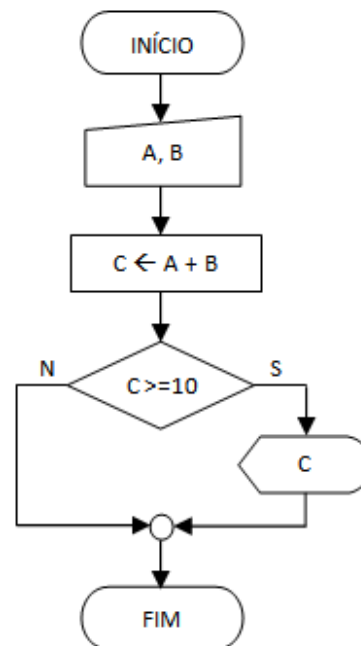 INÍCIO
A, B
C ← A + B
N
S
C >=10
C
FIM